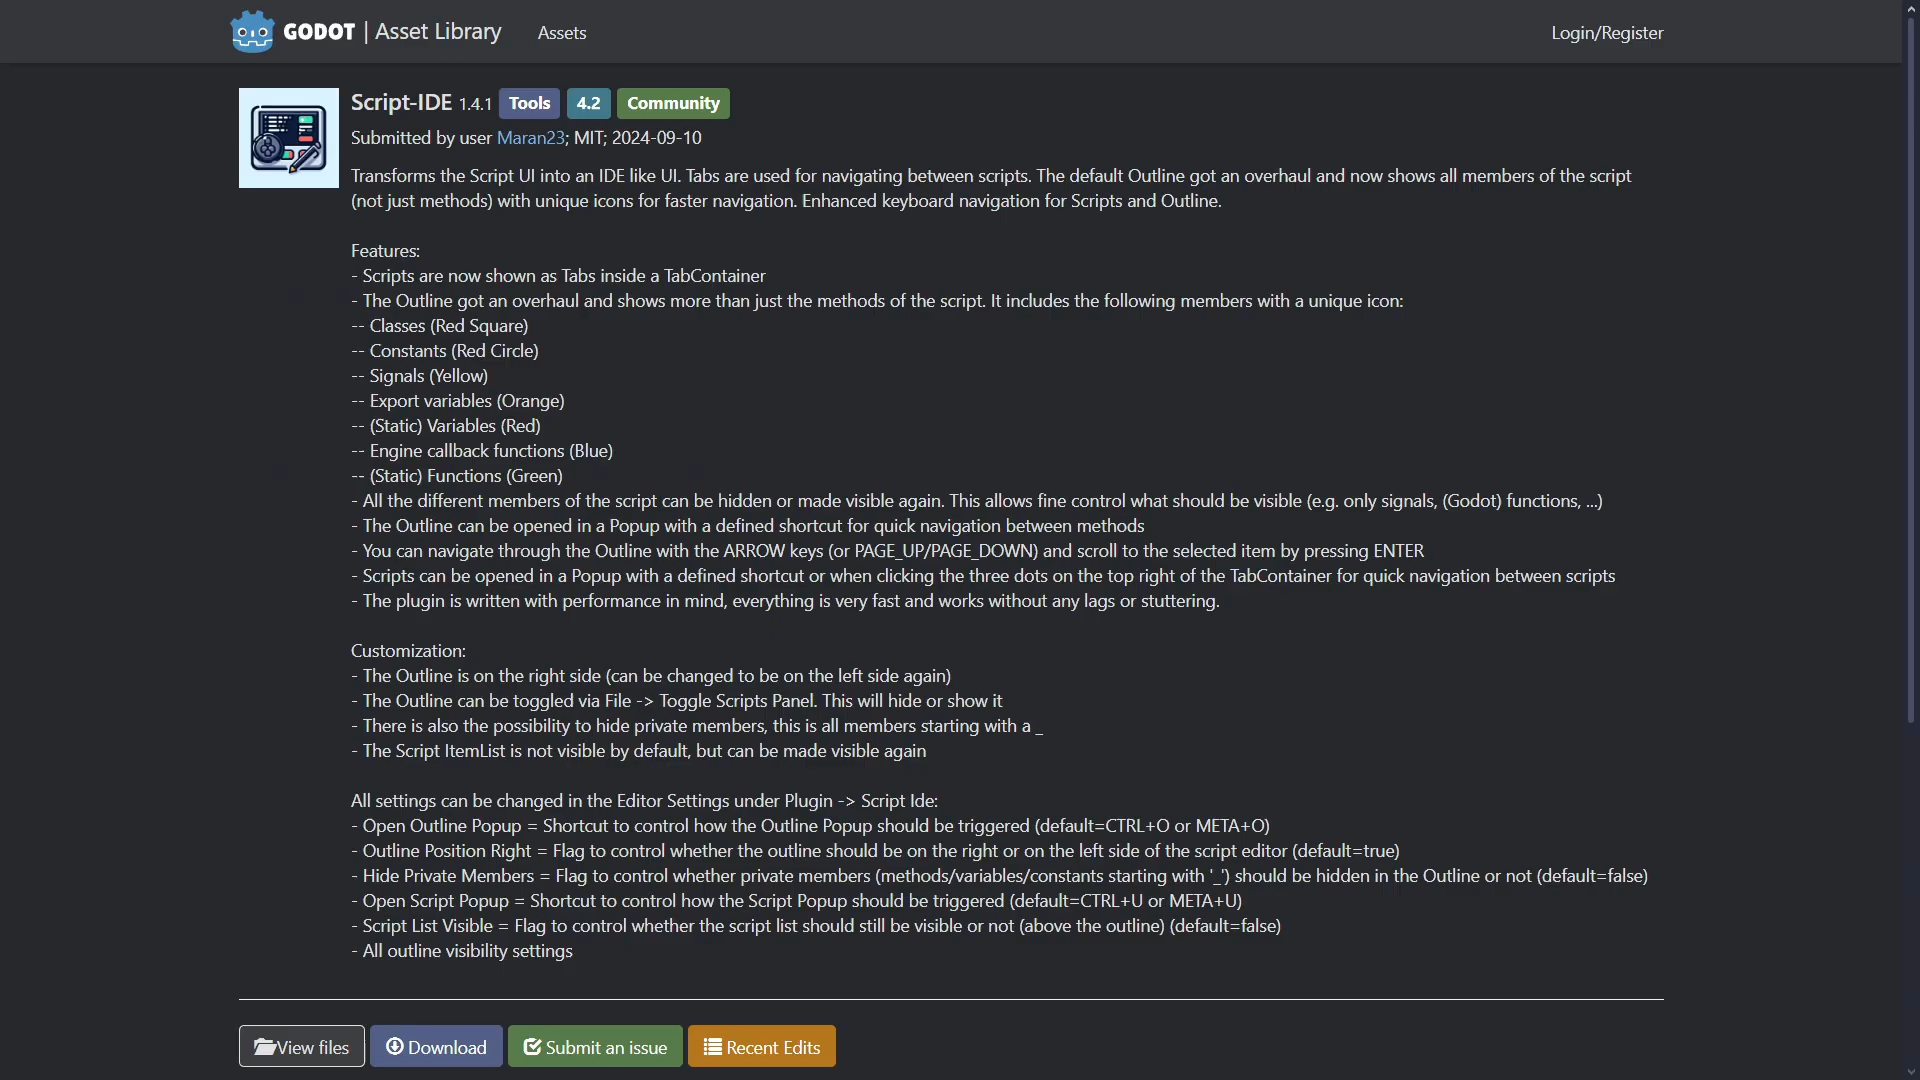 GODOT | Asset Library Assets Login/Register
Script-IDE 1.4.1 Tools 4.2 Community
Submitted by user Maran23; MIT; 2024-09-10
Transforms the Script UI into an IDE like UI. Tabs are used for navigating between scripts. The default Outline got an overhaul and now shows all members of the script
(not just methods) with unique icons for faster navigation. Enhanced keyboard navigation for Scripts and Outline.
Features:
- Scripts are now shown as Tabs inside a TabContainer
- The Outline got an overhaul and shows more than just the methods of the script. It includes the following members with a unique icon:
-- Classes (Red Square)
-- Constants (Red Circle)
-- Signals (Yellow)
-- Export variables (Orange)
-- (Static) Variables (Red)
-- Engine callback functions (Blue)
-- (Static) Functions (Green)
- All the different members of the script can be hidden or made visible again. This allows fine control what should be visible (e.g. only signals, (Godot) functions, ...)
- The Outline can be opened in a Popup with a defined shortcut for quick navigation between methods
- You can navigate through the Outline with the ARROW keys (or PAGE_UP/PAGE_DOWN) and scroll to the selected item by pressing ENTER
- Scripts can be opened in a Popup with a defined shortcut or when clicking the three dots on the top right of the TabContainer for quick navigation between scripts
- The plugin is written with performance in mind, everything is very fast and works without any lags or stuttering.
Customization:
- The Outline is on the right side (can be changed to be on the left side again)
- The Outline can be toggled via File -> Toggle Scripts Panel. This will hide or show it
- There is also the possibility to hide private members, this is all members starting with a _
- The Script ItemList is not visible by default, but can be made visible again
All settings can be changed in the Editor Settings under Plugin -> Script Ide:
- Open Outline Popup = Shortcut to control how the Outline Popup should be triggered (default=CTRL+O or META+O)
- Outline Position Right = Flag to control whether the outline should be on the right or on the left side of the script editor (default=true)
- Hide Private Members = Flag to control whether private members (methods/variables/constants starting with '_') should be hidden in the Outline or not (default=false)
- Open Script Popup = Shortcut to control how the Script Popup should be triggered (default=CTRL+U or META+U)
- Script List Visible = Flag to control whether the script list should still be visible or not (above the outline) (default=false)
- All outline visibility settings
View files Download Submit an issue Recent Edits